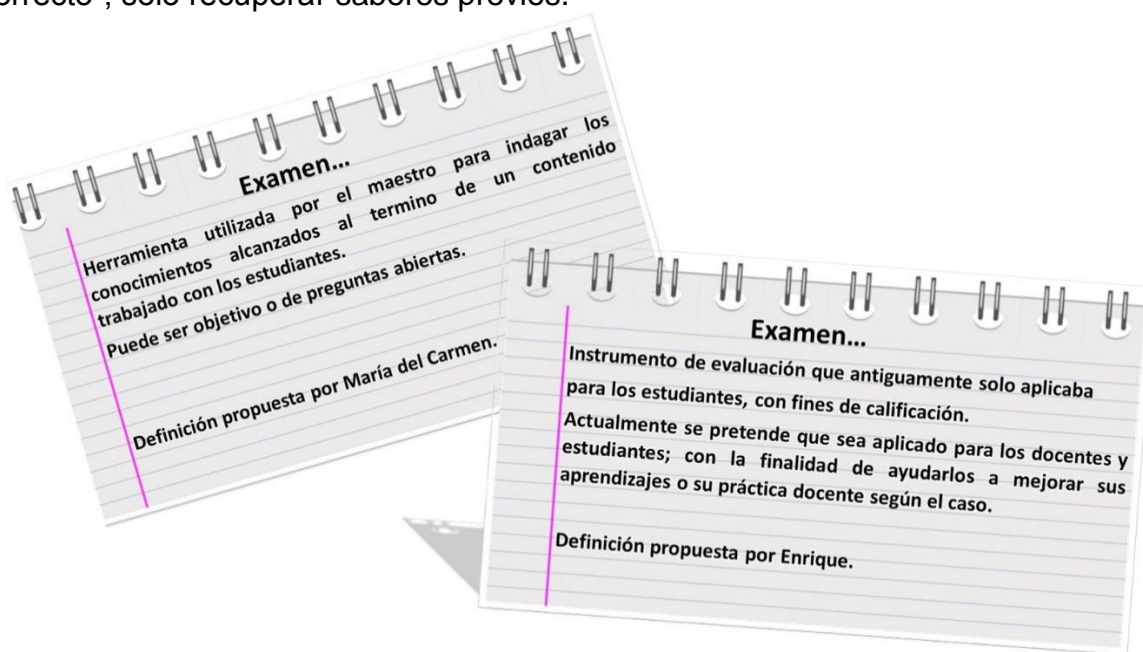 solo recuperar saberes previos.
Examen...
Herramienta utilizada por el maestro para indagar los
conocimientos alcanzados al termino de un contenido
trabajado con los estudiantes.
Puede ser objetivo o de preguntas abiertas.
Definición propuesta por María del Carmen.
Examen...
Instrumento de evaluación que antiguamente solo aplicaba
para los estudiantes, con fines de calificación.
Actualmente se pretende que sea aplicado para los docentes y
estudiantes; con la finalidad de ayudarlos a mejorar sus
aprendizajes o su práctica docente según el caso.
Definición propuesta por Enrique.